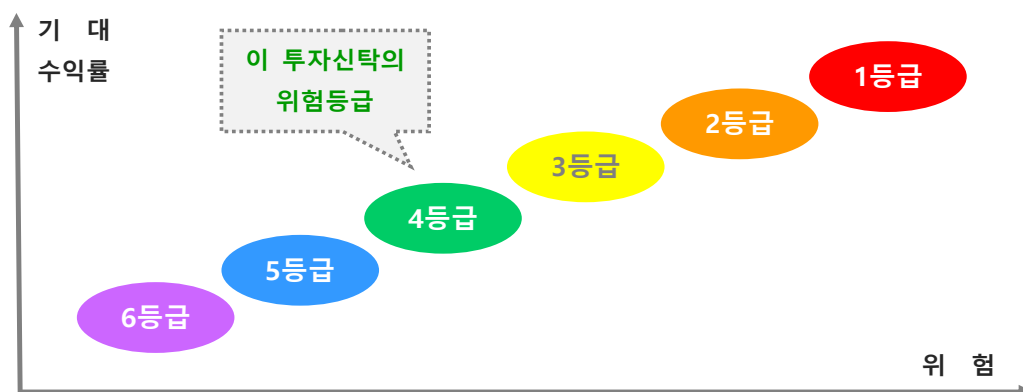 기 대
수익률
이 투자신탁의
위험등급
1등급
2등급
3등급
4등급
5등급
6등급
위 험